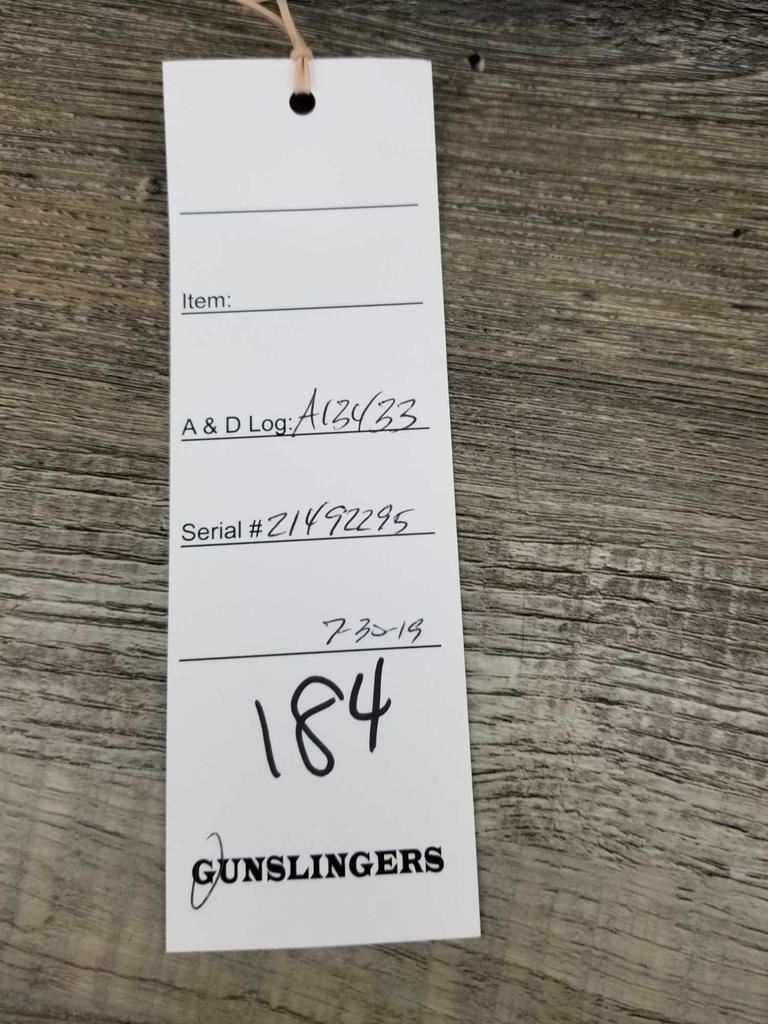 Item:
A & D Log: A13433
Serial # 21492295
7-30-19
184
GUNSLINGERS